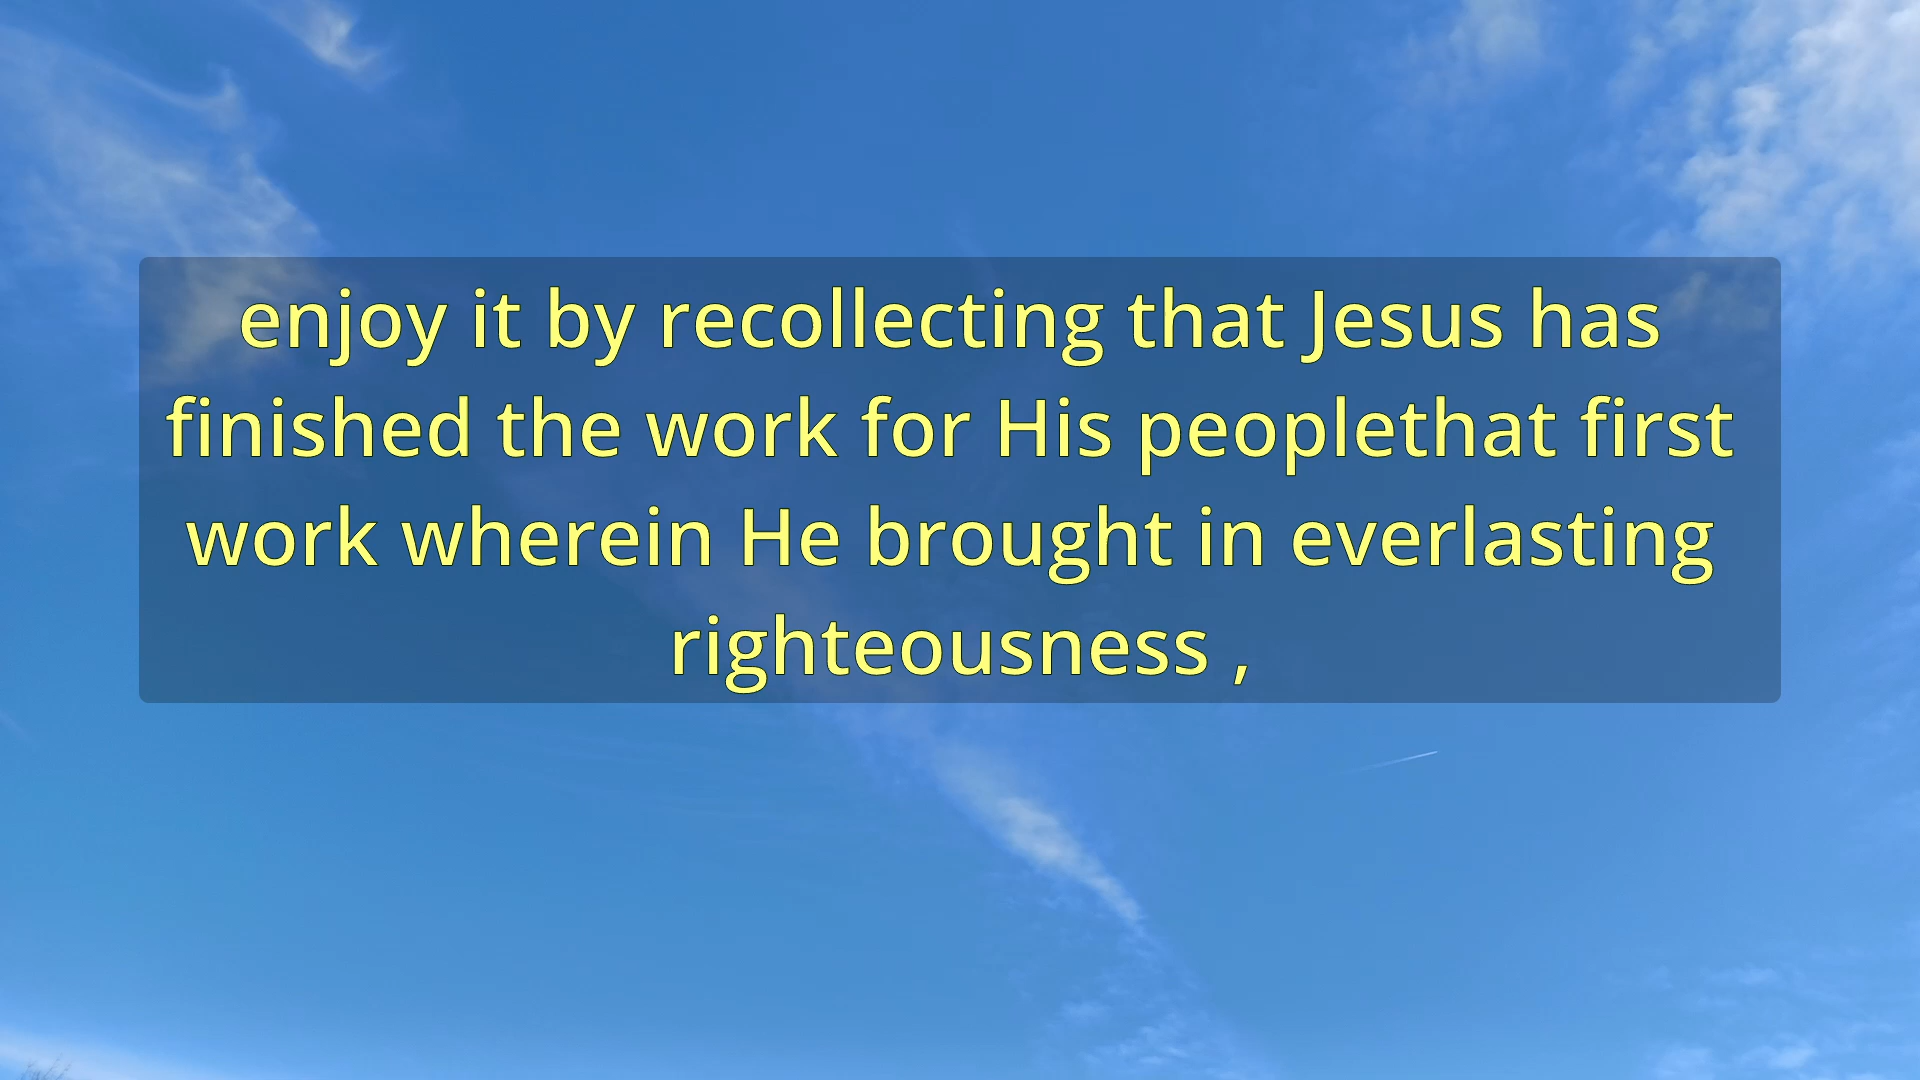 enjoy it by recollecting that Jesus has
finished the work for His peoplethat first
work wherein He brought in everlasting
righteousness ,